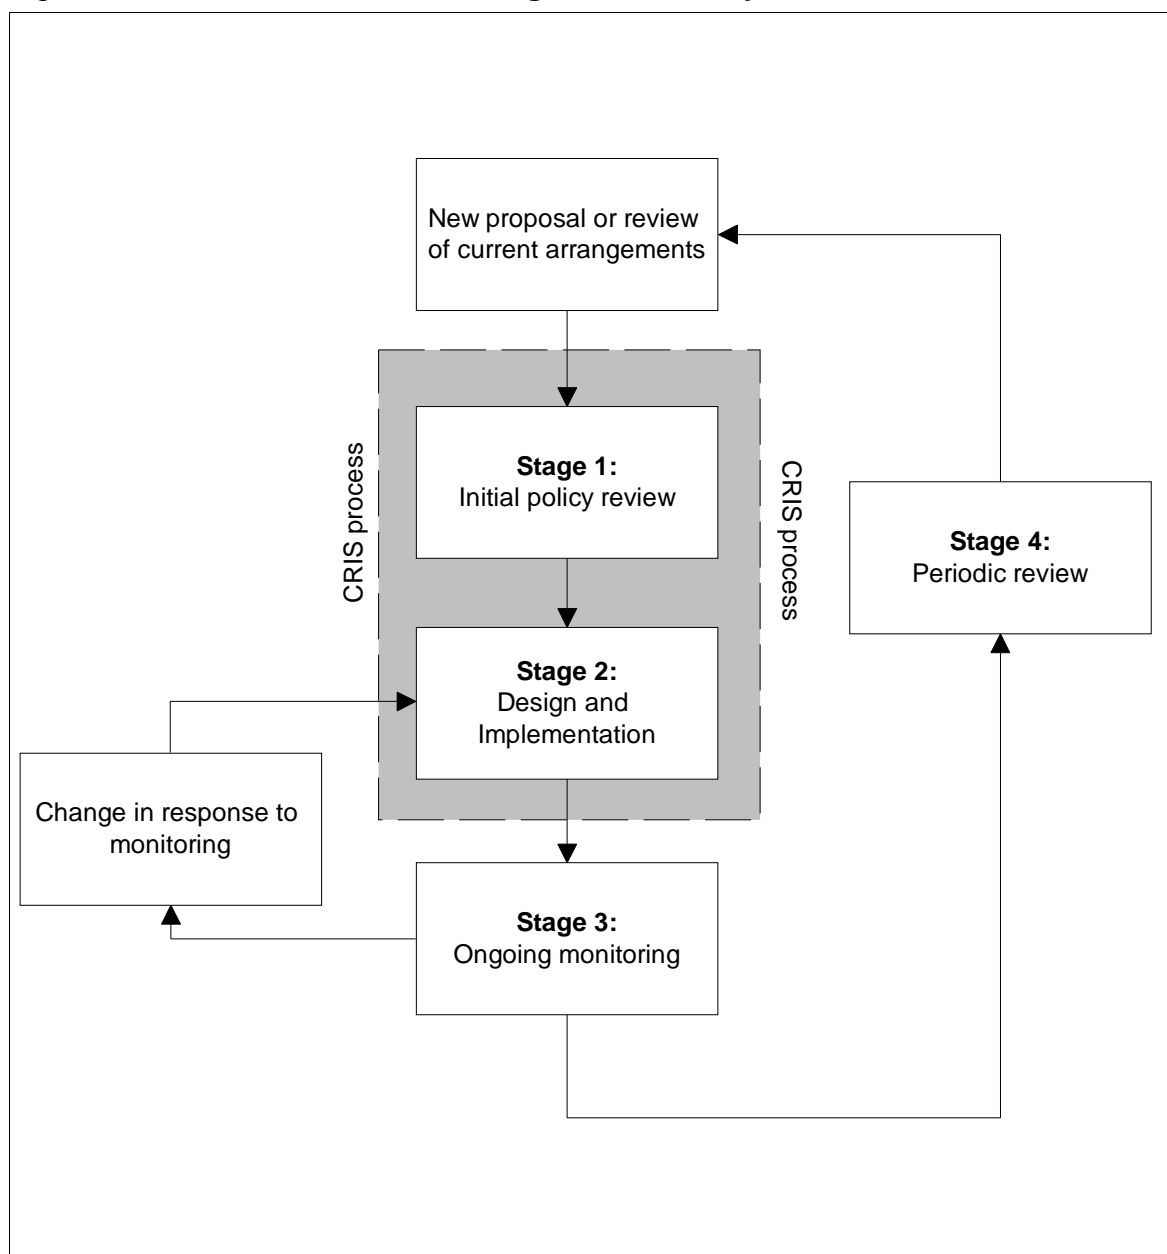 New proposal or review
of current arrangements
Stage 1:
Initial policy review
CRIS process
CRIS process
Stage 4:
Periodic review
Stage 2:
Design and
Implementation
Change in response to
monitoring
Stage 3:
Ongoing monitoring